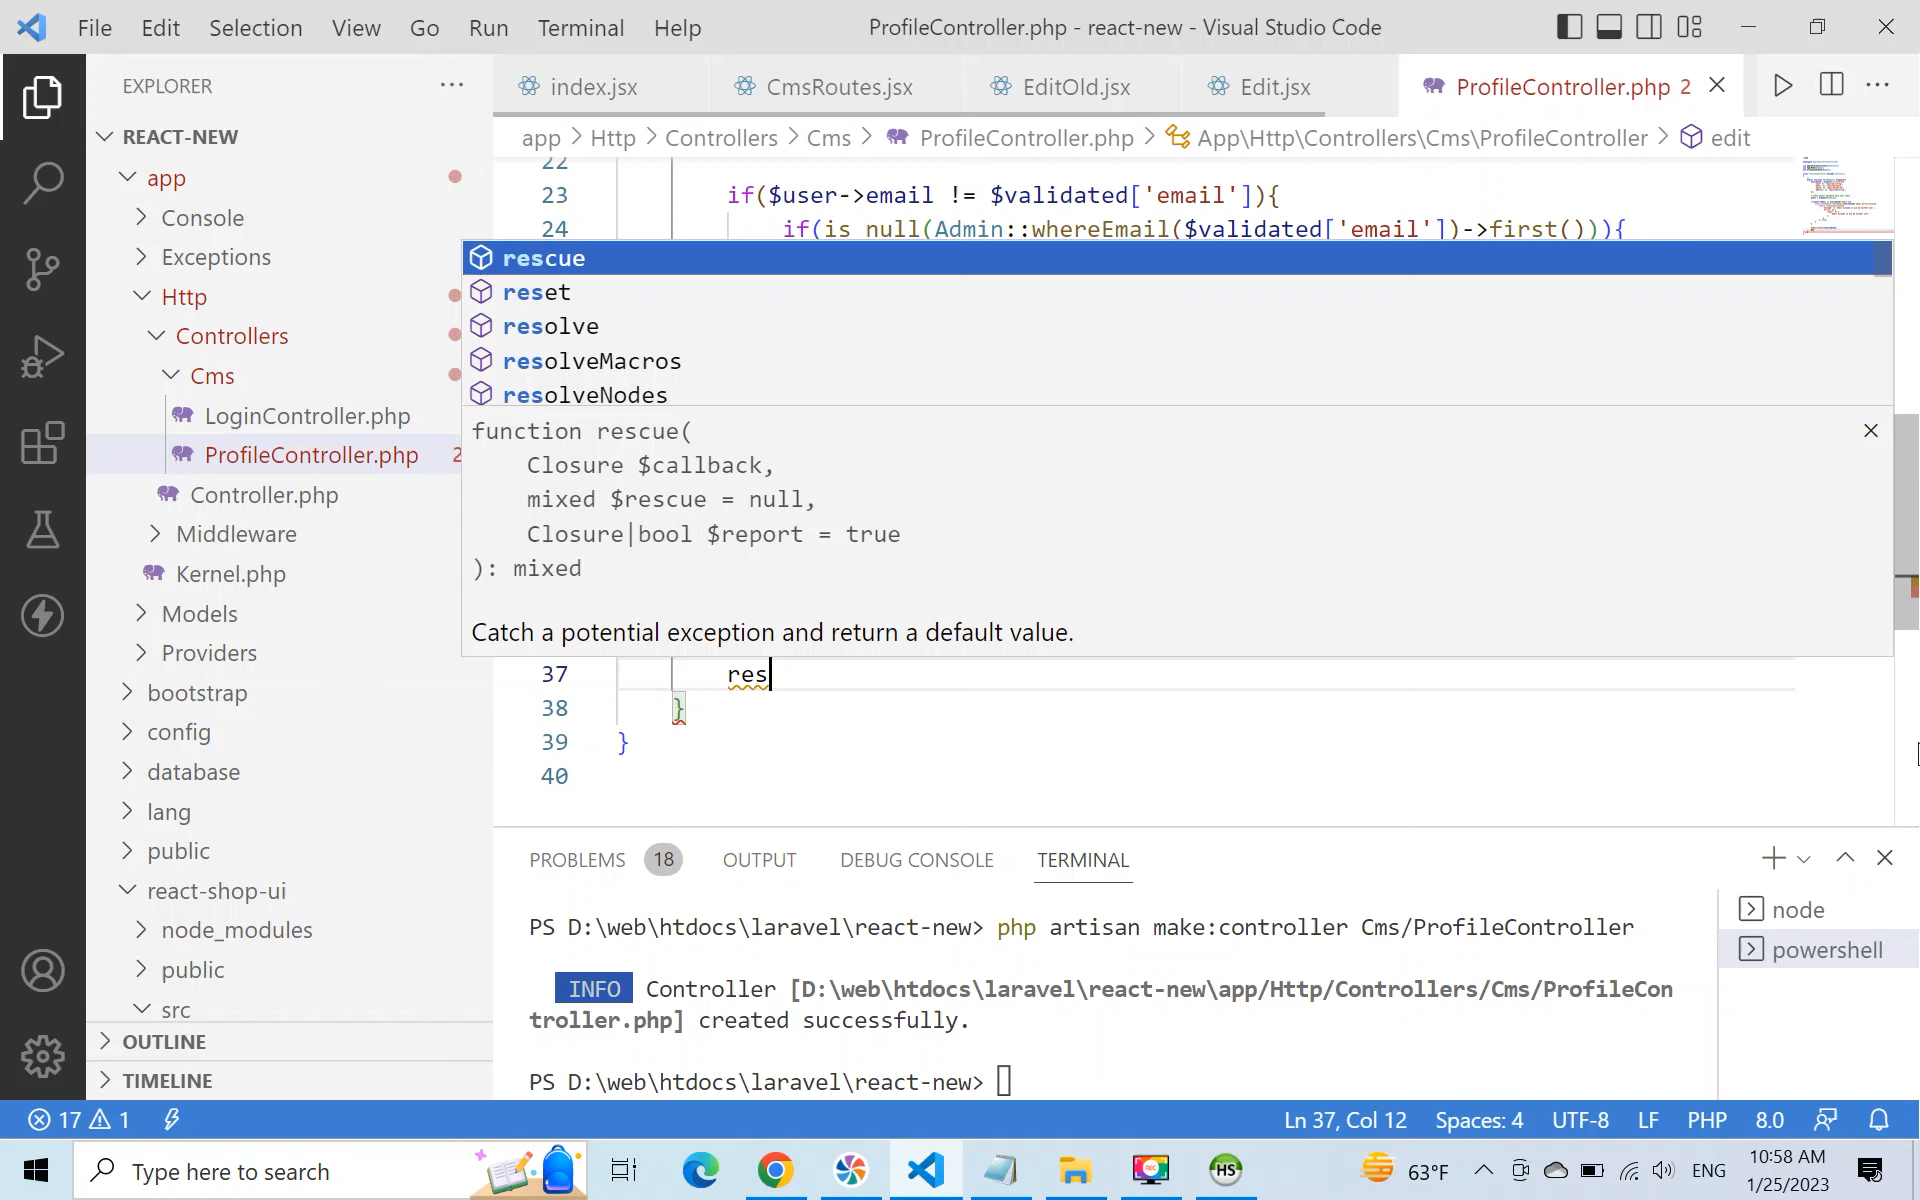 File Edit Selection View Go Run Terminal Help
ProfileController.php - react-new - Visual Studio Code
EXPLORER
index.jsx
CmsRoutes.jsx
EditOld.jsx
Edit.jsx
ProfileController.php 2
REACT-NEW
app > Http > Controllers > Cms > ProfileController.php > App\Http\Controllers\Cms\ProfileController > edit
app
Console
Exceptions
Http
Controllers
Cms
LoginController.php
ProfileController.php 2
Controller.php
Middleware
Kernel.php
Models
Providers
bootstrap
config
database
lang
public
react-shop-ui
node_modules
public
src
OUTLINE
TIMELINE
22
23 if($user->email != $validated['email']){
24 if(is_null(Admin::whereEmail($validated['email'])->first())){
rescue
reset
resolve
resolveMacros
resolveNodes
function rescue(
Closure $callback,
mixed $rescue = null,
Closure|bool $report = true
): mixed
Catch a potential exception and return a default value.
37 res
38 }
39 }
40
PROBLEMS 18 OUTPUT DEBUG CONSOLE TERMINAL
PS D:\web\htdocs\laravel\react-new> php artisan make:controller Cms/ProfileController
INFO Controller [D:\web\htdocs\laravel\react-new\app/Http/Controllers/Cms/ProfileCon
troller.php] created successfully.
PS D:\web\htdocs\laravel\react-new>
node
powershell
17 1
Ln 37, Col 12 Spaces: 4 UTF-8 LF PHP 8.0
Type here to search
HS
68°F
ENG
10:58 AM
1/25/2023